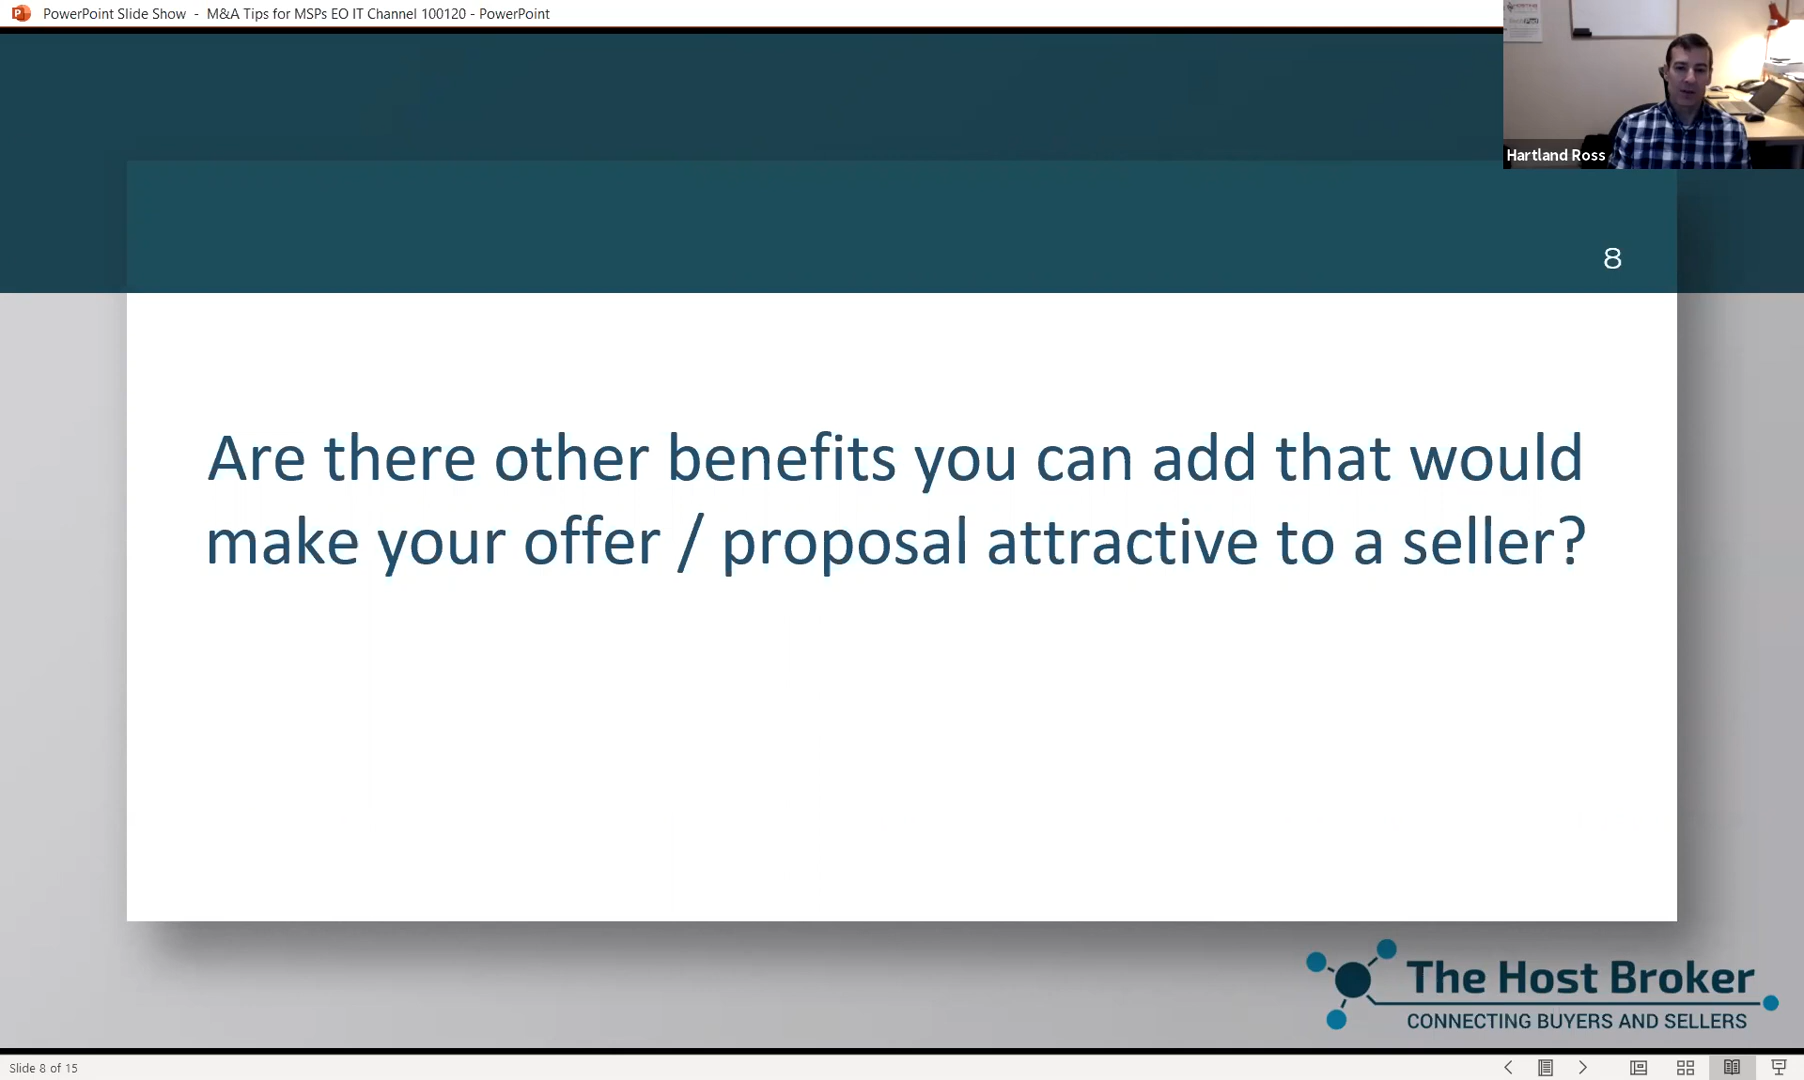 PowerPoint Slide Show - M&A Tips for MSPs EO IT Channel 100120 - PowerPoint
Hartland Ross
8
Are there other benefits you can add that would
make your offer / proposal attractive to a seller?
The Host Broker
CONNECTING BUYERS AND SELLERS
Slide 8 of 15